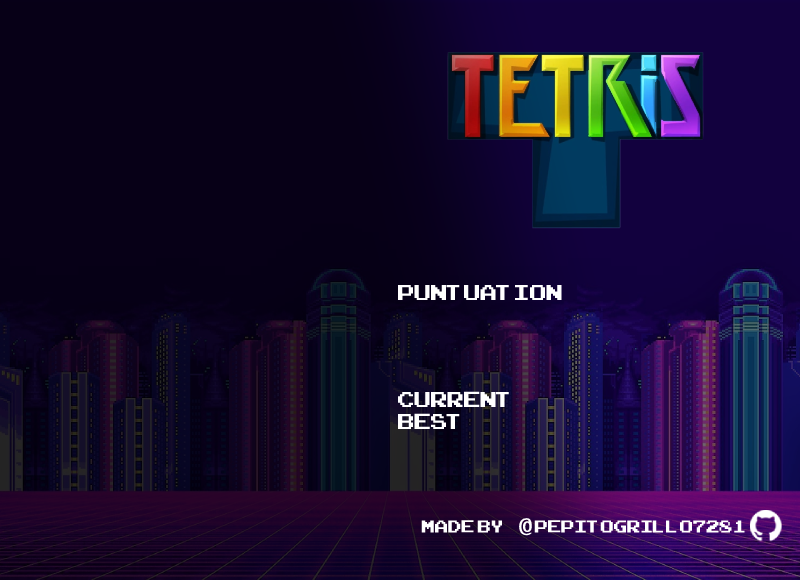 TETRiS
PUNTUATION
CURRENT
BEST
MADE BY @PEPITOGRILLO7281